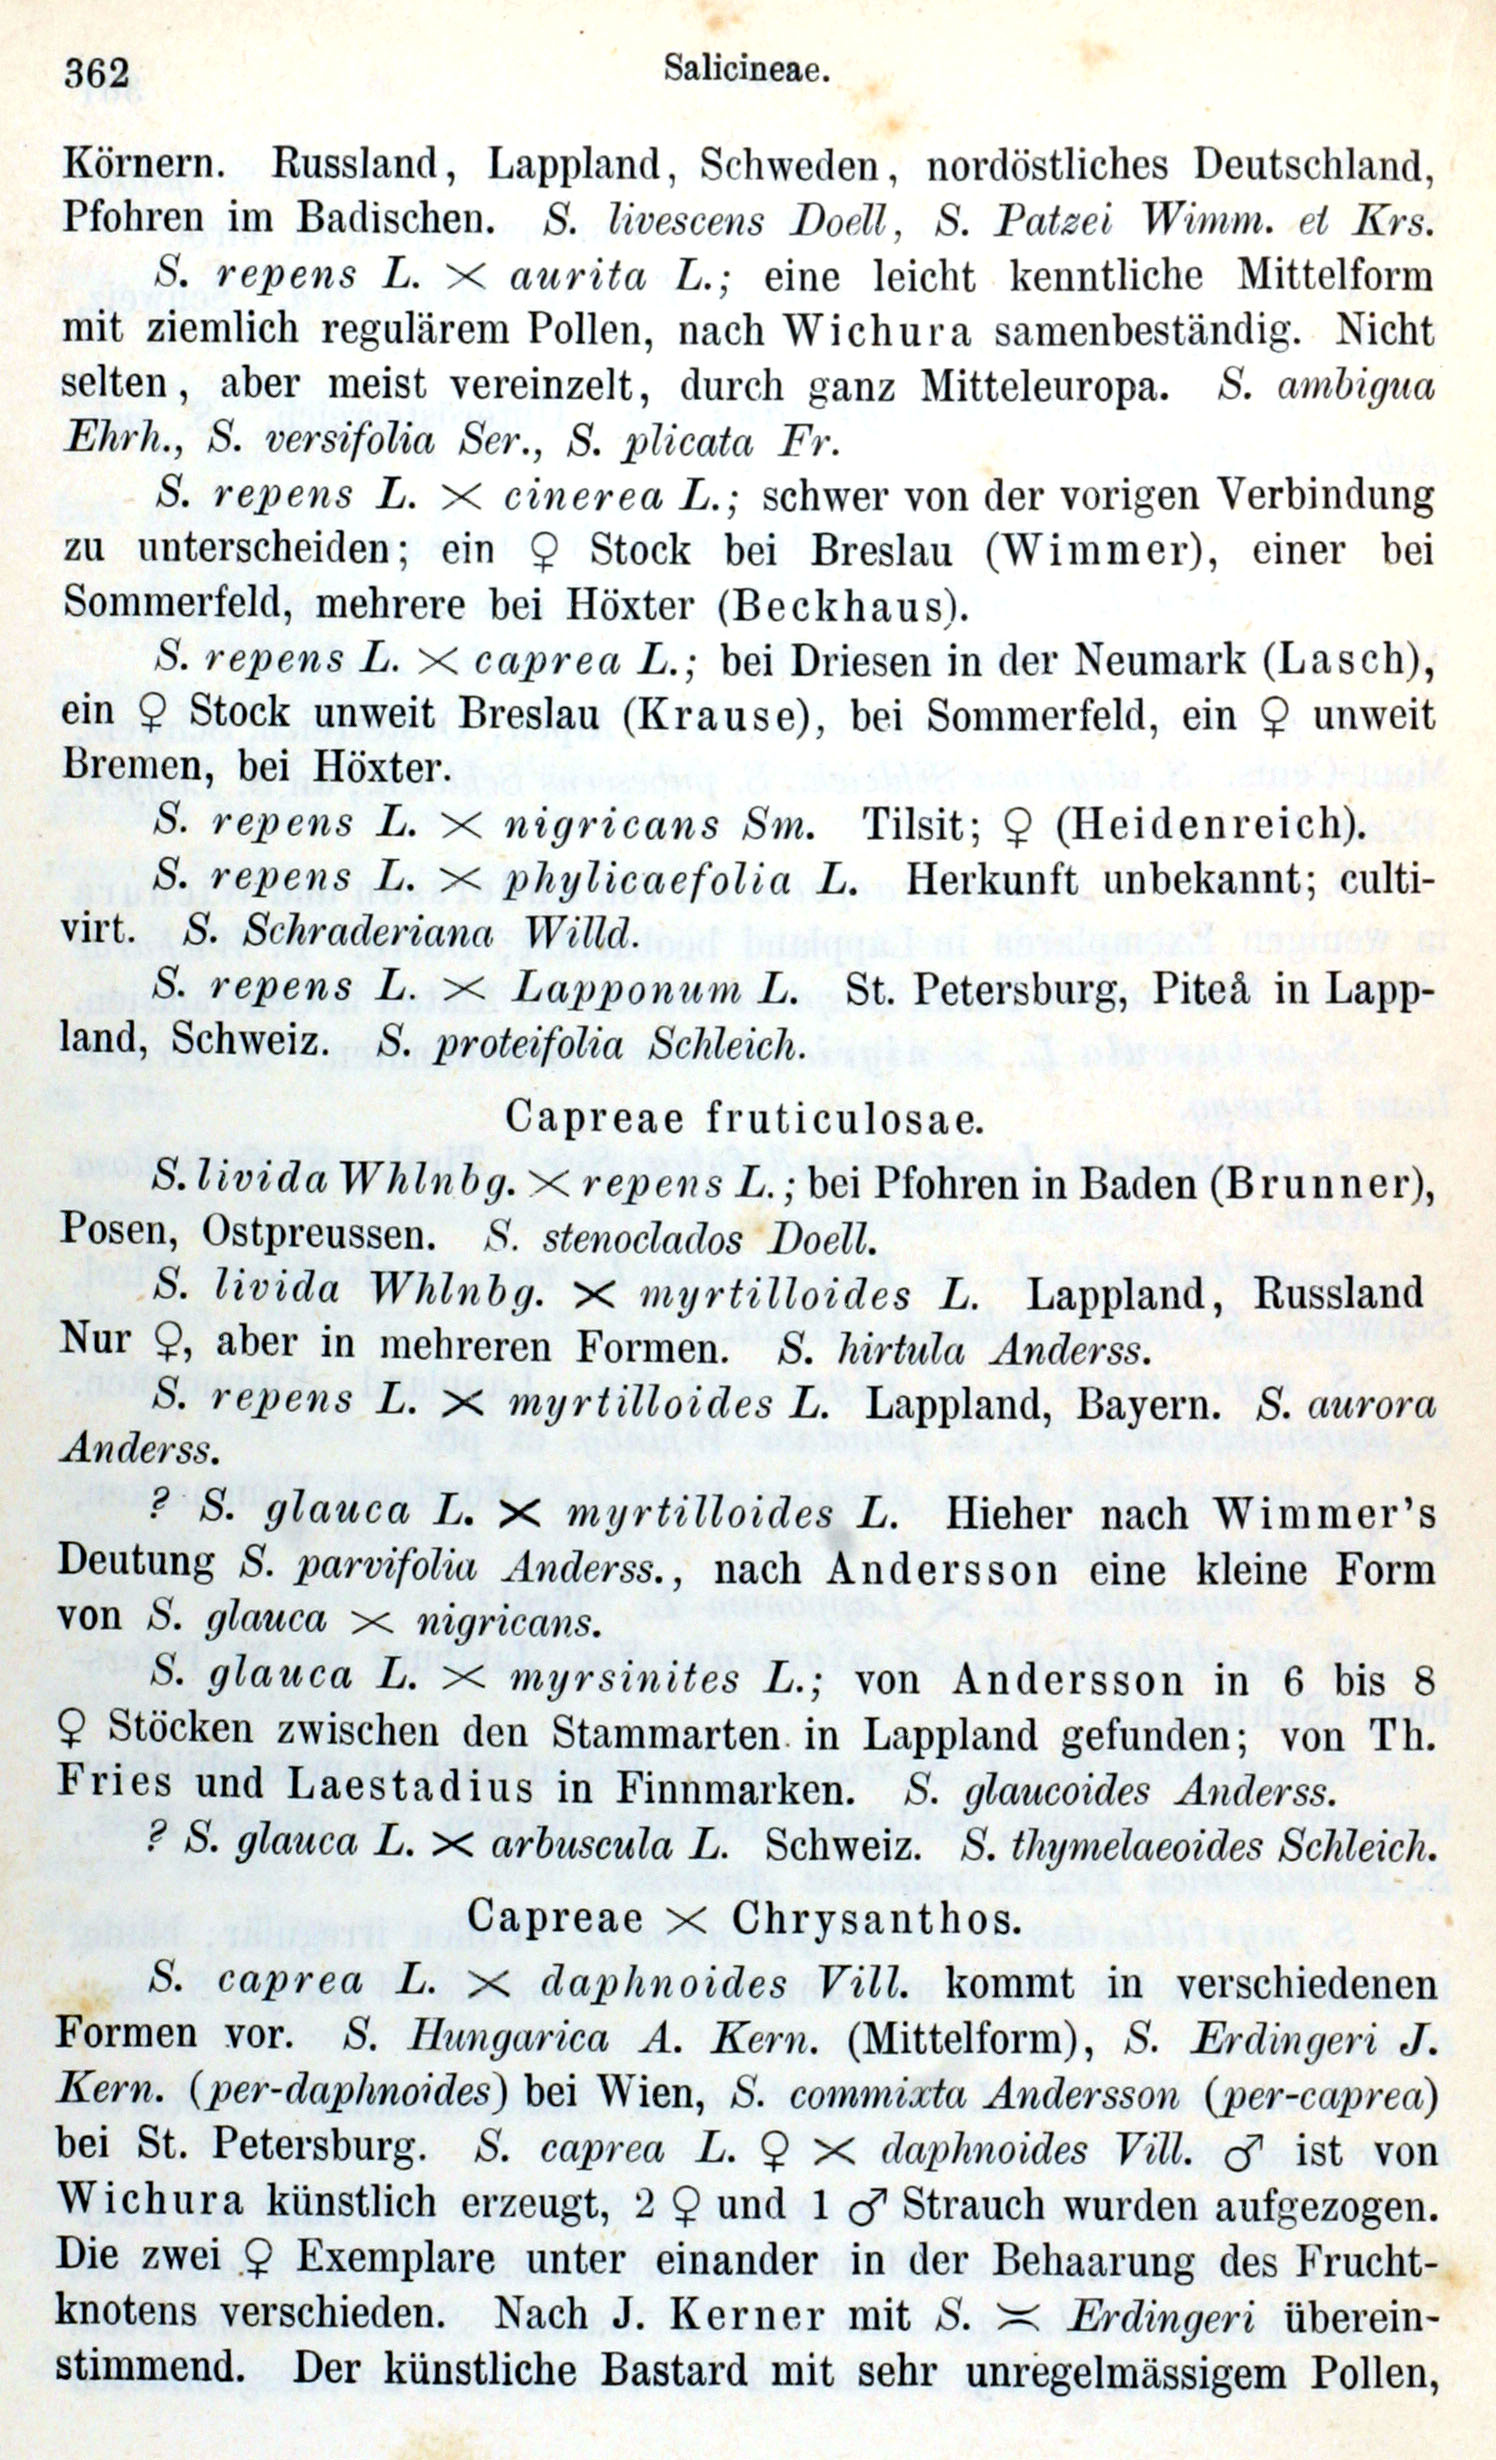 362
Salicineae.
Körnern. Russland, Lappland, Schweden, nordöstliches Deutschland,
Pfohren im Badischen. S. livescens Doell, S. Patzei Wimm. et Krs.
S. repens L. × aurita L.; eine leicht kenntliche Mittelform
mit ziemlich regulärem Pollen, nach Wichura samenbeständig. Nicht
selten, aber meist vereinzelt, durch ganz Mitteleuropa. S. ambigua
Ehrh., S. versifolia Ser., S. plicata Fr.
S. repens L. × cinerea L.; schwer von der vorigen Verbindung
zu unterscheiden; ein ♀ Stock bei Breslau (Wimmer), einer bei
Sommerfeld, mehrere bei Höxter (Beckhaus).
S. repens L. × caprea L.; bei Driesen in der Neumark (Lasch),
ein ♀ Stock unweit Breslau (Krause), bei Sommerfeld, ein ♀ unweit
Bremen, bei Höxter.
S. repens L. × nigricans Sm. Tilsit; ♀ (Heidenreich).
S. repens L. × phylicaefolia L. Herkunft unbekannt; culti-
virt. S. Schraderiana Willd.
S. repens L. × Lapponum L. St. Petersburg, Piteå in Lapp-
land, Schweiz. S. proteifolia Schleich.
Capreae fruticulosae.
S. livida Whlnbg. × repens L.; bei Pfohren in Baden (Brunner),
Posen, Ostpreussen. S. stenoclados Doell.
S. livida Whlnbg. × myrtilloides L. Lappland, Russland
Nur ♀, aber in mehreren Formen. S. hirtula Anderss.
S. repens L. × myrtilloides L. Lappland, Bayern. S. aurora
Anderss.
? S. glauca L. × myrtilloides L. Hieher nach Wimmer's
Deutung S. parvifolia Anderss., nach Andersson eine kleine Form
von S. glauca × nigricans.
S. glauca L. × myrsinites L.; von Andersson in 6 bis 8
♀ Stöcken zwischen den Stammarten in Lappland gefunden; von Th.
Fries und Laestadius in Finnmarken. S. glaucoides Anderss.
? S. glauca L. × arbuscula L. Schweiz. S. thymelaeoides Schleich.
Capreae × Chrysanthos.
S. caprea L. × daphnoides Vill. kommt in verschiedenen
Formen vor. S. Hungarica A. Kern. (Mittelform), S. Erdingeri J.
Kern. (per-daphnoides) bei Wien, S. commixta Andersson (per-caprea)
bei St. Petersburg. S. caprea L. ♀ × daphnoides Vill. ♂ ist von
Wichura künstlich erzeugt, 2 ♀ und 1 ♂ Strauch wurden aufgezogen.
Die zwei ♀ Exemplare unter einander in der Behaarung des Frucht-
knotens verschieden. Nach J. Kerner mit S. ≍ Erdingeri überein-
stimmend. Der künstliche Bastard mit sehr unregelmässigem Pollen,